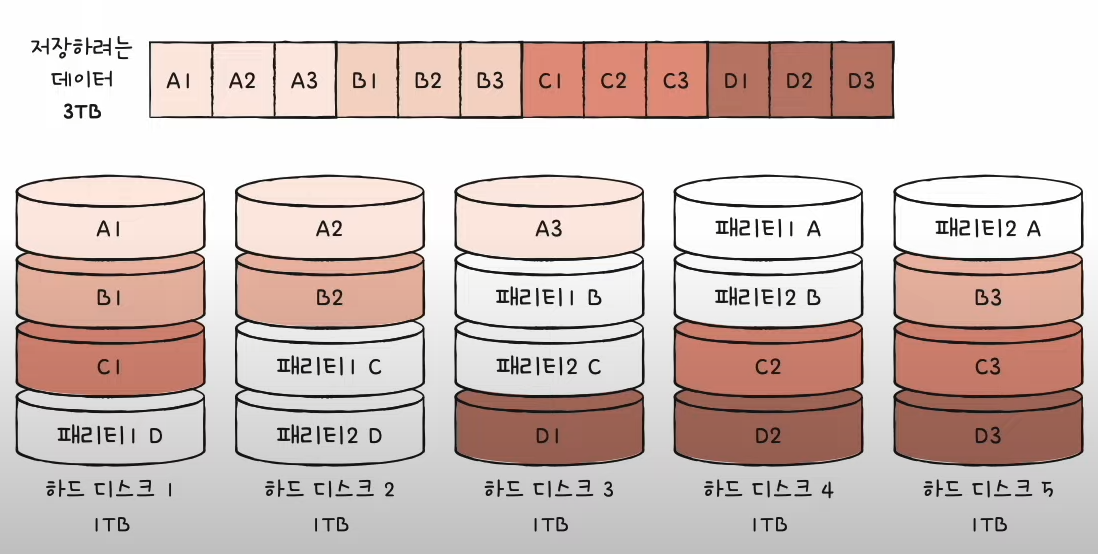 저장하려는
데이터
3TB
A1 A2 A3 B1 B2 B3 C1 C2 C3 D1 D2 D3
A1 A2 A3 패리티1 A 패리티2 A
B1 B2 패리티1 B 패리티2 B B3
C1 패리티1 C 패리티2 C C2 C3
패리티1 D 패리티2 D D1 D2 D3
하드 디스크 1 하드 디스크 2 하드 디스크 3 하드 디스크 4 하드 디스크 5
1TB 1TB 1TB 1TB 1TB